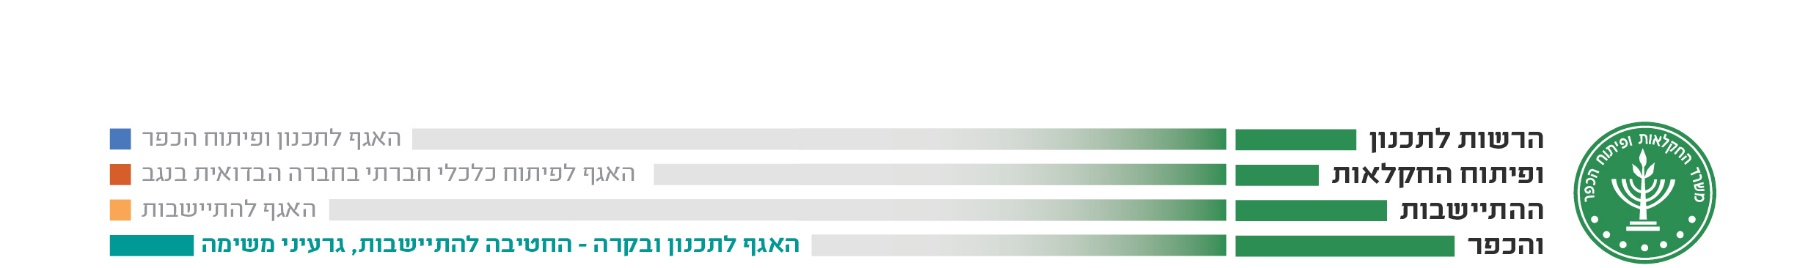 משרד החקלאות ופיתוח הכפר
הרשות לתכנון
האגף לתכנון ופיתוח הכפר
ופיתוח החקלאות
האגף לפיתוח כלכלי חברתי בחברה הבדואית בנגב
ההתיישבות
האגף להתיישבות
והכפר
האגף לתכנון ובקרה - החטיבה להתיישבות, גרעיני משימה